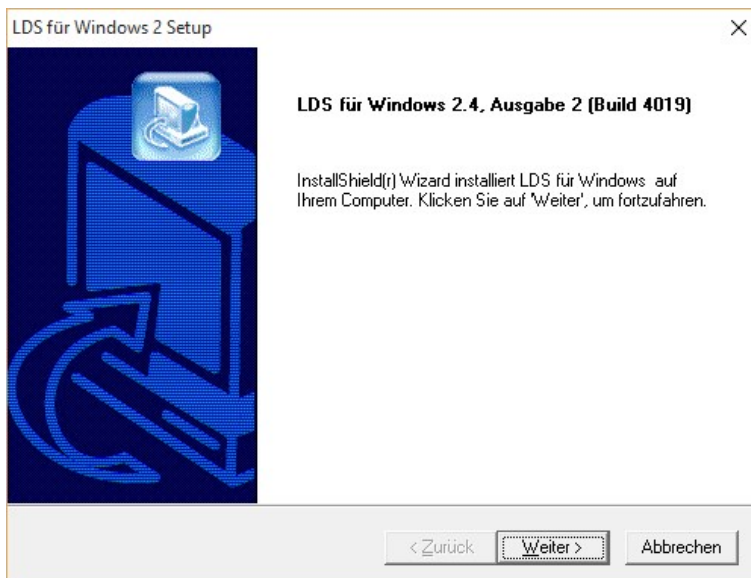 LDS für Windows 2 Setup
LDS für Windows 2.4, Ausgabe 2 (Build 4019)
InstallShield(r) Wizard installiert LDS für Windows auf
Ihrem Computer. Klicken Sie auf 'Weiter', um fortzufahren.
< Zurück Weiter > Abbrechen